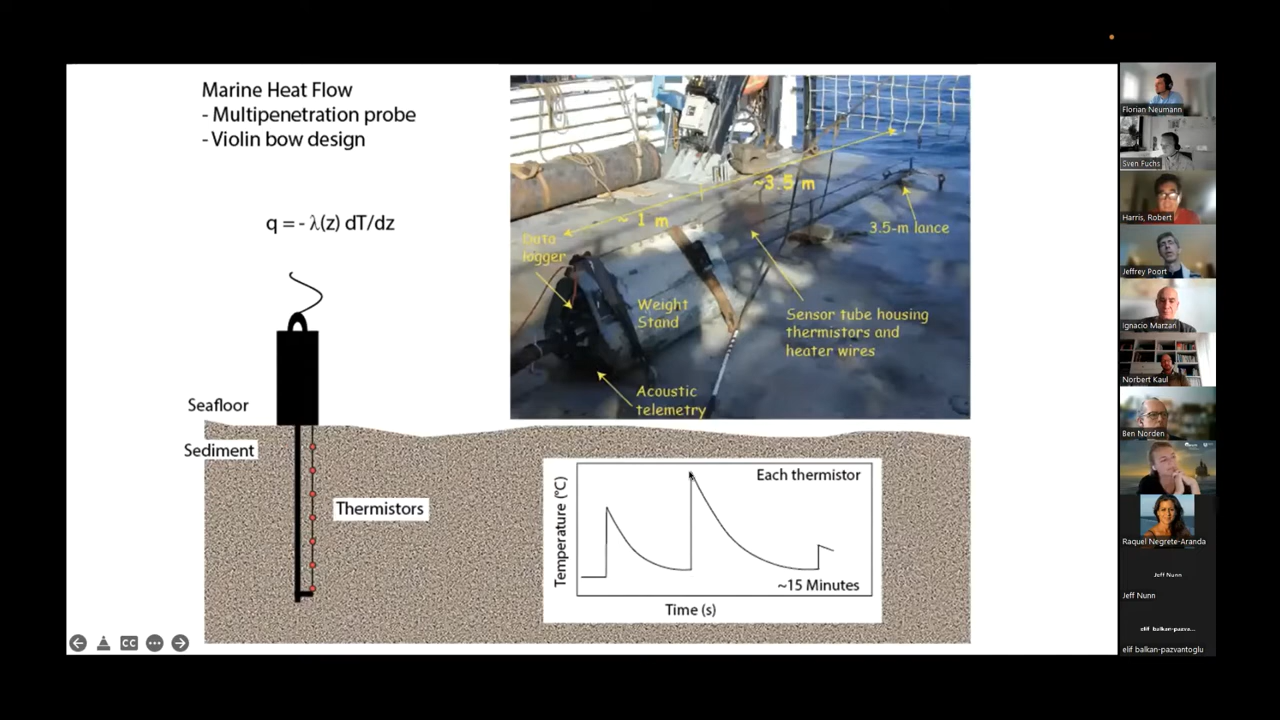 Marine Heat Flow
- Multipenetration probe
- Violin bow design
q = - λ(z) dT/dz
Seafloor
Sediment
Thermistors
~3.5 m
~ 1 m
Data
logger
3.5-m lance
Weight
Stand
Sensor tube housing
thermistors and
heater wires
Acoustic
telemetry
Each thermistor
Temperature (°C)
~15 Minutes
Time (s)
CC
Florian Neumann
Sven Fuchs
Harris, Robert
Jeffrey Poort
Ignacio Marzan
Norbert Kaul
Ben Norden
Raquel Negrete-Aranda
Jeff Nunn
Jeff Nunn
elif balkan-pazva...
elif balkan-pazvantoglu